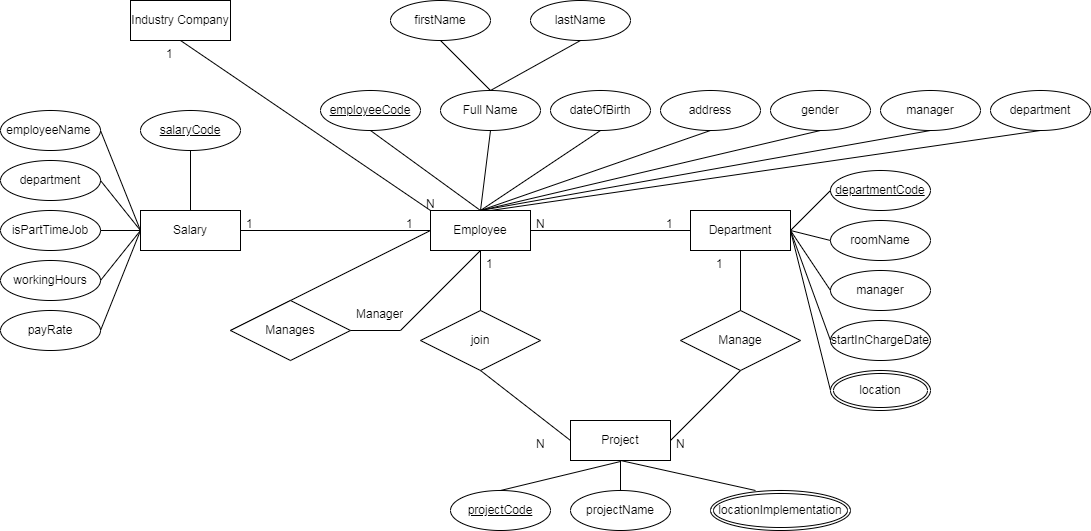 Industry Company
1
firstName
lastName
employeeCode
Full Name
dateOfBirth
address
gender
manager
department
employeeName
salaryCode
department
isPartTimeJob
workingHours
payRate
Salary
1
1
N
Employee
N
1
Department
departmentCode
roomName
manager
startInChargeDate
location
1
1
Manager
Manages
join
Manage
N
Project
N
projectCode
projectName
locationImplementation